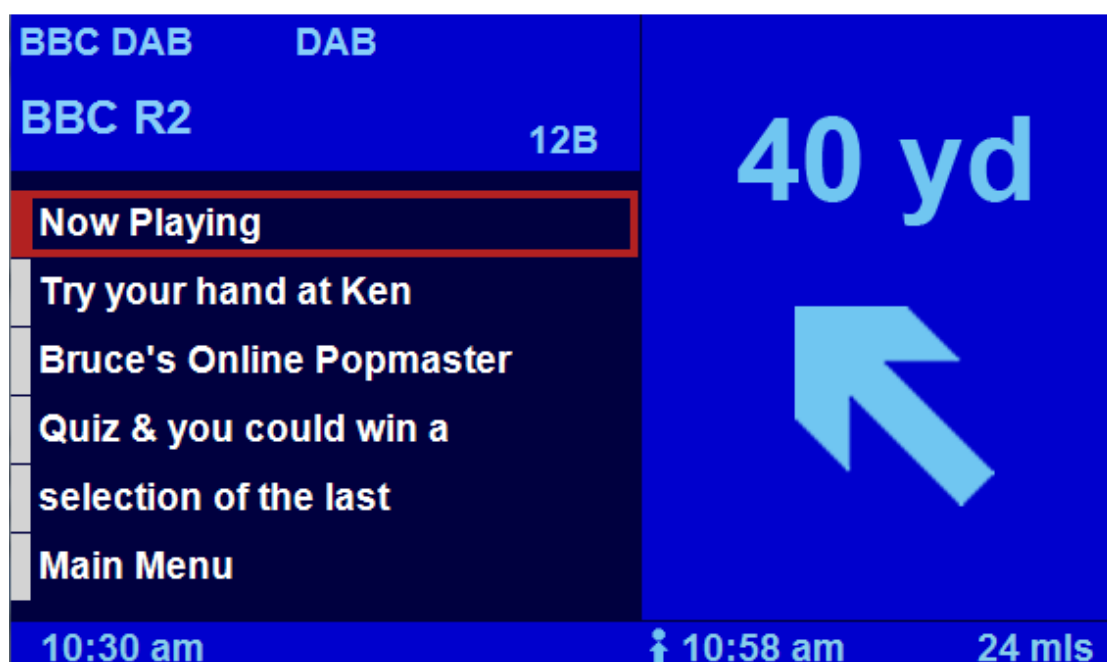 BBC DAB DAB
BBC R2
12B
40 yd
Now Playing
Try your hand at Ken
Bruce's Online Popmaster
Quiz & you could win a
selection of the last
Main Menu
10:30 am 10:58 am 24 mls